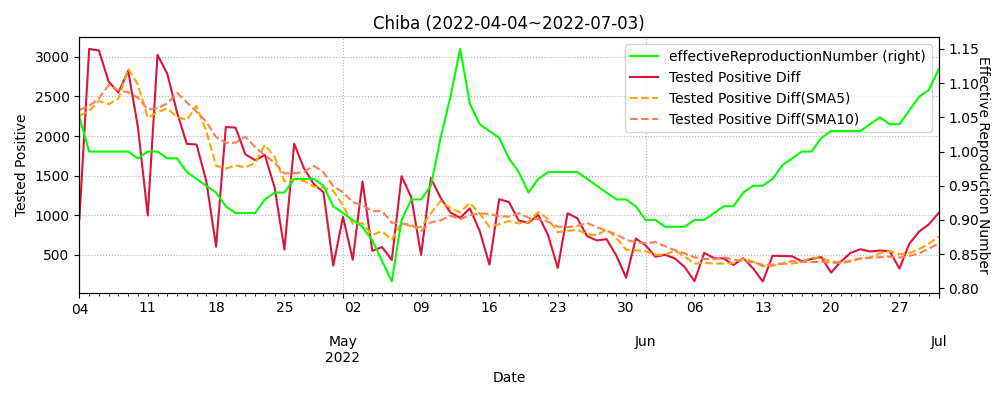 Chiba (2022-04-04~2022-07-03)
effectiveReproductionNumber (right)
Tested Positive Diff
Tested Positive Diff(SMA5)
Tested Positive Diff(SMA10)
Tested Positive
3000
2500
2000
1500
1000
500
1.15
1.10
1.05
1.00
0.95
0.90
0.85
0.80
Effective Reproduction Number
04 11 18 25 02 09 16 23 30 06 13 20 27
May Jun Jul
2022
Date